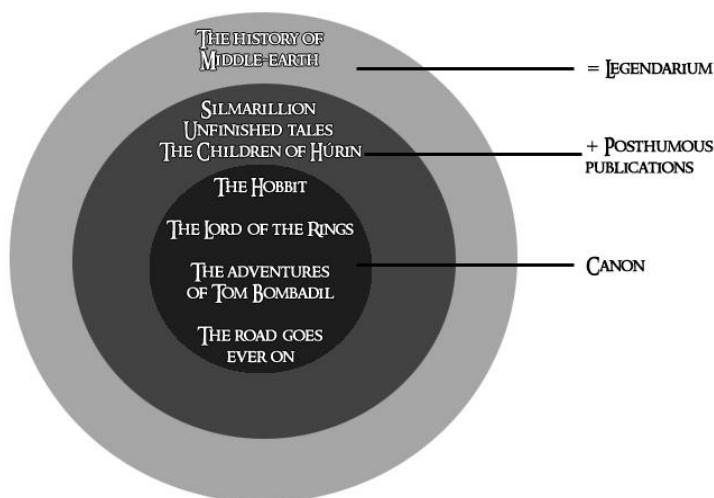 The history of
Middle-earth
= Legendarium
Silmarillion
Unfinished tales
The Children of Húrin
+ Posthumous
publications
The Hobbit
The Lord of the Rings
The adventures
of Tom Bombadil
Canon
The road goes
ever on